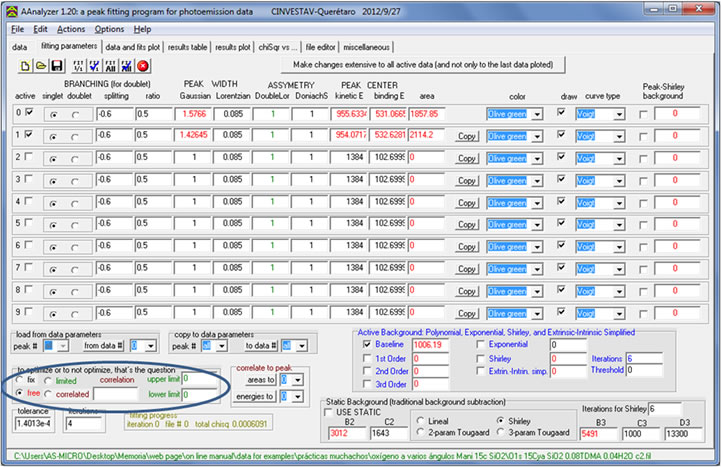 AAnalyzer 1.20: a peak fitting program for photoemission data CINVESTAV-Querétaro 2012/9/27
File Edit Actions Options Help
data fitting parameters data and fits plot results table results plot chiSqr vs ... file editor miscellaneous
Make changes extensive to all active data (and not only to the last data ploted)
BRANCHING (for doublet) PEAK WIDTH ASSYMETRY PEAK CENTER Peak-Shirley
active singlet doublet splitting ratio Gaussian Lorentzian DoubleLor DoniachS kinetic E binding E area color draw curve type background
0 -0.6 0.5 1.5766 0.085 1 1 955.633 531.066 1857.85 Olive green Voigt 0
1 -0.6 0.5 1.42645 0.085 1 1 954.071 532.628 2114.2 Copy Olive green Voigt 0
2 -0.6 0.5 1 0.085 1 1 1384 102.699 0 Copy Olive green Voigt 0
3 -0.6 0.5 1 0.085 1 1 1384 102.699 0 Copy Olive green Voigt 0
4 -0.6 0.5 1 0.085 1 1 1384 102.699 0 Copy Olive green Voigt 0
5 -0.6 0.5 1 0.085 1 1 1384 102.699 0 Copy Olive green Voigt 0
6 -0.6 0.5 1 0.085 1 1 1384 102.699 0 Copy Olive green Voigt 0
7 -0.6 0.5 1 0.085 1 1 1384 102.699 0 Copy Olive green Voigt 0
8 -0.6 0.5 1 0.085 1 1 1384 102.699 0 Copy Olive green Voigt 0
9 -0.6 0.5 1 0.085 1 1 1384 102.699 0 Copy Olive green Voigt 0
load from data parameters copy to data parameters
peak # from data # 0 peak # all to data # all
Active Background: Polynomial, Exponential, Shirley, and Extrinsic-Intrinsic Simplified
Baseline 1006.19 Exponential 0
1st Order 0 Shirley 0 Iterations 6
2nd Order 0 Extrin.-Intrin. simp. 0 Threshold 0
3rd Order 0
to optimize or to not optimize, that's the question
fix limited correlation upper limit 0
free correlated lower limit 0
correlate to peak
areas to 0
energies to 0
tolerance iterations fitting progress
1.4013e-4 4 iteration 0 file # 0 total chisq 0.0006091
Static Background (traditional background subtraction)
USE STATIC Iterations for Shirley 6
B2 C2 Lineal Shirley B3 C3 D3
3012 1643 2-param Tougaard 3-param Tougaard 5491 1000 13300
C:\Users\AS-MICRO\Desktop\Memoria\web page\on line manual\data for examples\prácticas muchachos\oxígeno a varios ángulos Mani 15c SiO2\O1s 15Cya SiO2 0.08TDMA 0.04H2O c2.fil